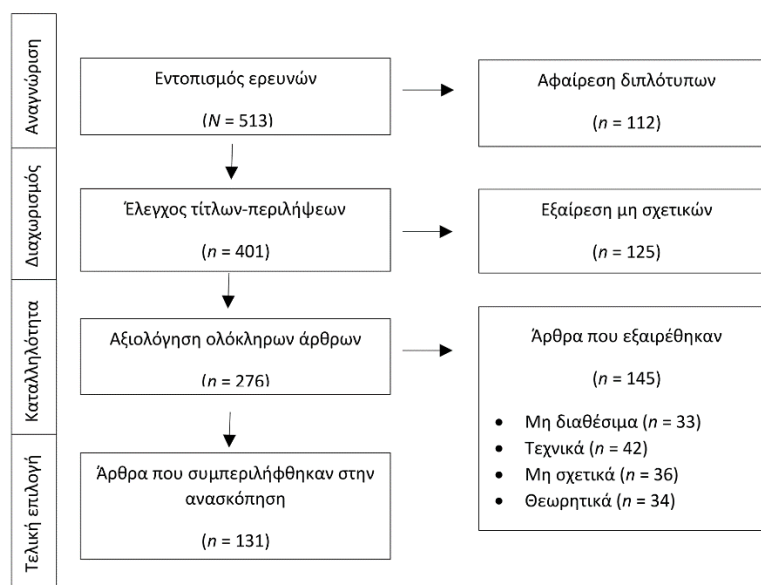 Αναγνώριση
Εντοπισμός ερευνών
(N = 513)
Αφαίρεση διπλότυπων
(n = 112)
Διαχωρισμός
Έλεγχος τίτλων-περιλήψεων
(n = 401)
Εξαίρεση μη σχετικών
(n = 125)
Καταλληλότητα
Αξιολόγηση ολόκληρων άρθρων
(n = 276)
Άρθρα που εξαιρέθηκαν
(n = 145)
• Μη διαθέσιμα (n = 33)
• Τεχνικά (n = 42)
• Μη σχετικά (n = 36)
• Θεωρητικά (n = 34)
Τελική επιλογή
Άρθρα που συμπεριλήφθηκαν στην
ανασκόπηση
(n = 131)